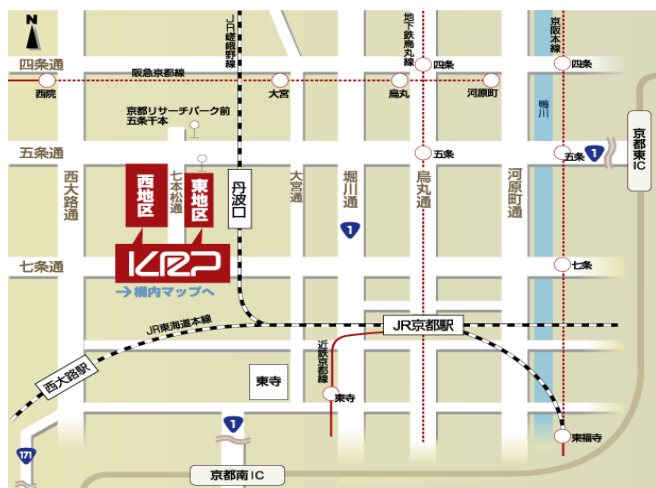 N
JR嵯峨野線
地下鉄烏丸線
京阪本線
四条通
四条
四条
阪急京都線
西院
大宮
烏丸
河原町
鴨川
京都リサーチパーク前
五条千本
京都東IC
五条通
五条
五条
1
西大路通
西地区
七本松通
東地区
丹波口
大宮通
堀川通
烏丸通
河原町通
1
七条通
KRP
七条
→構内マップへ
JR東海道本線
JR京都駅
近鉄京都線
西大路駅
東寺
東寺
1
東福寺
171
京都南IC